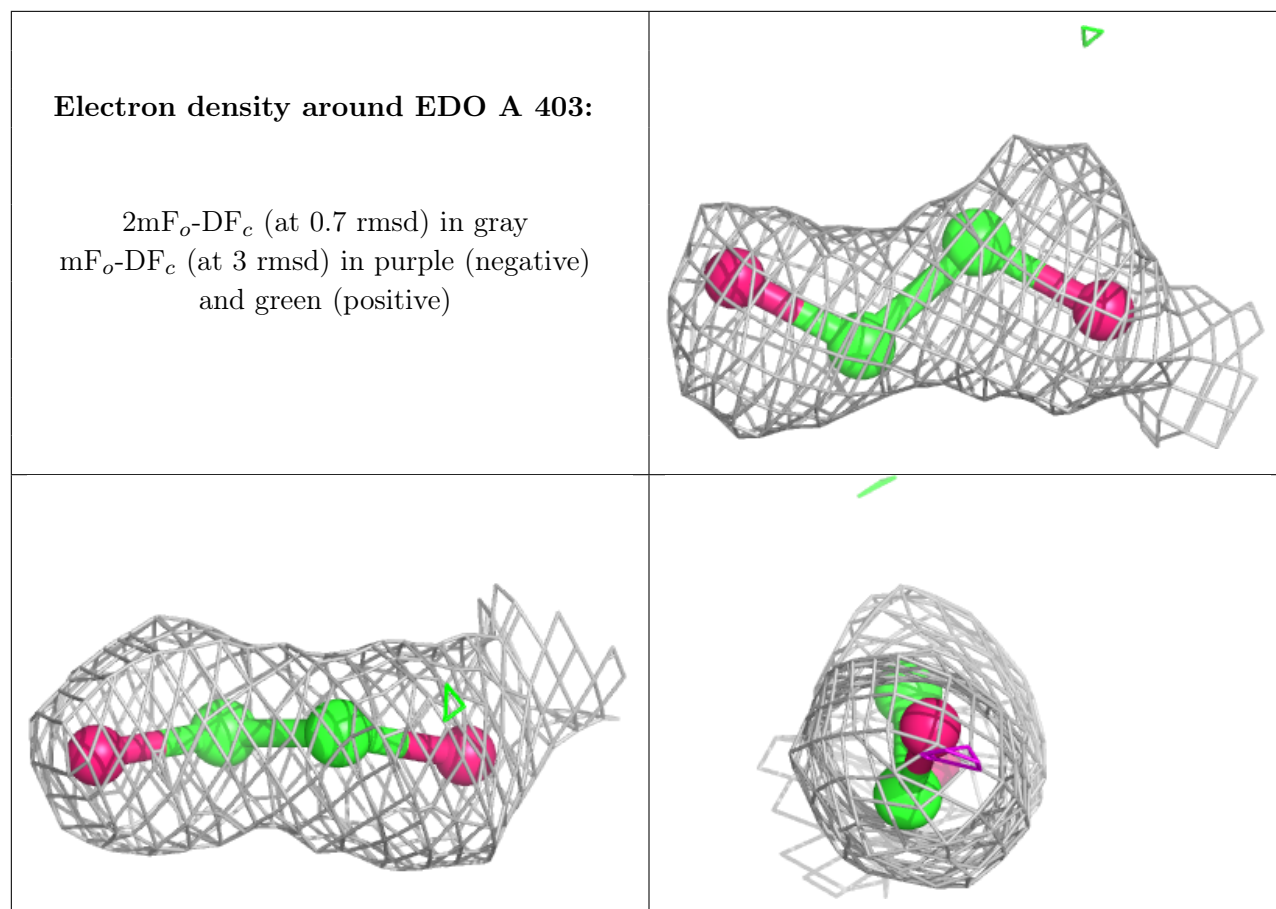 Electron density around EDO A 403:
2mFₒ-DF𝑐 (at 0.7 rmsd) in gray
mFₒ-DF𝑐 (at 3 rmsd) in purple (negative)
and green (positive)